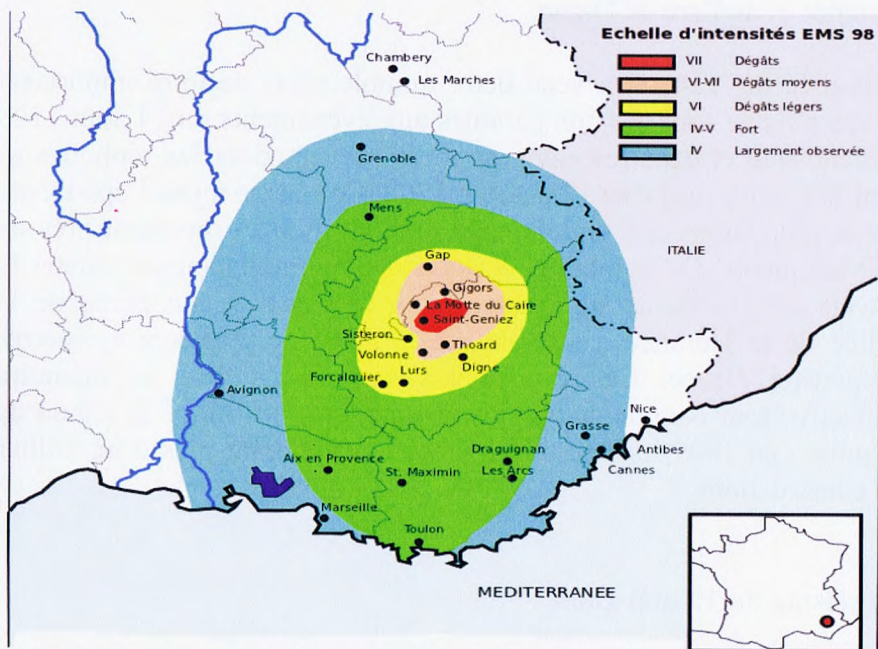 Echelle d'intensités EMS 98
VII Dégâts
VI-VII Dégâts moyens
VI Dégâts légers
IV-V Fort
IV Largement observée
Chambery
Les Marches
Grenoble
Mens
ITALIE
Gap
Gigors
La Motte du Caire
Saint-Geniez
Sisteron
Thoard
Volonne
Digne
Lurs
Forcalquier
Avignon
Nice
Grasse
Antibes
Cannes
Draguignan
Les Arcs
Aix en Provence
St. Maximin
Marseille
Toulon
MEDITERRANEE